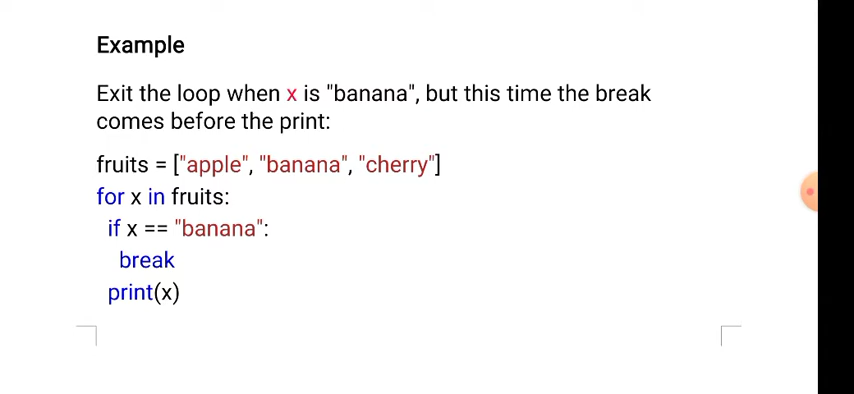 Example
Exit the loop when x is "banana", but this time the break
comes before the print:
fruits = ["apple", "banana", "cherry"]
for x in fruits:
  if x == "banana":
    break
  print(x)